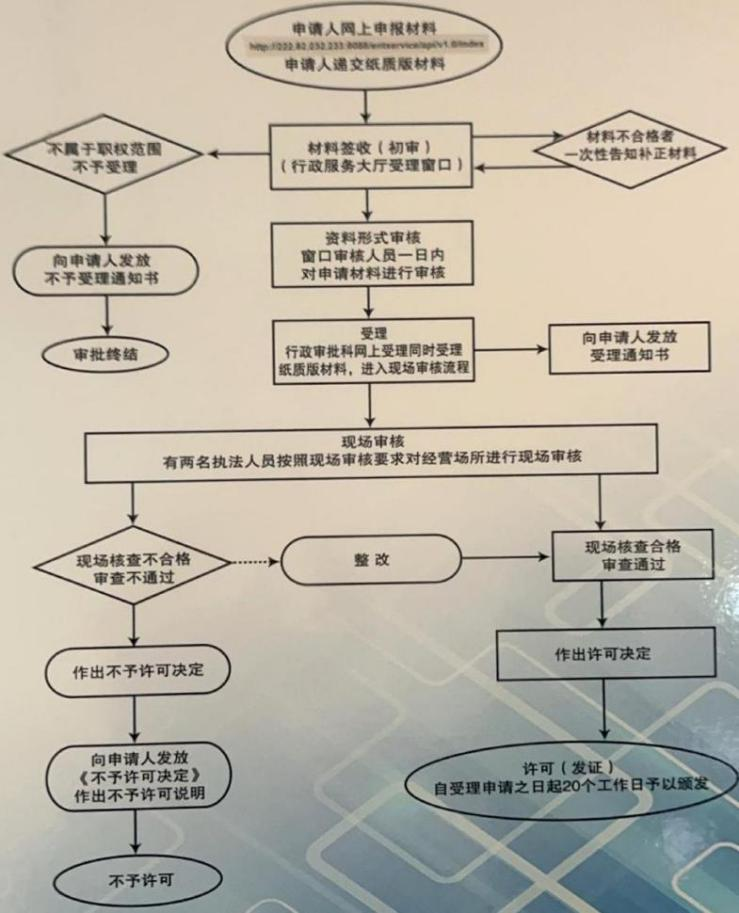 申请人网上申报材料
http://222.82.232.233:8088/entservice/api/v1.0/index
申请人递交纸质版材料
不属于职权范围
不予受理
材料签收（初审）
（行政服务大厅受理窗口）
材料不合格者
一次性告知补正材料
向申请人发放
不予受理通知书
资料形式审核
窗口审核人员一日内
对申请材料进行审核
审批终结
受理
行政审批科网上受理同时受理
纸质版材料，进入现场审核流程
向申请人发放
受理通知书
现场审核
有两名执法人员按照现场审核要求对经营场所进行现场审核
现场核查不合格
审查不通过
整改
现场核查合格
审查通过
作出不予许可决定
作出许可决定
向申请人发放
《不予许可决定》
作出不予许可说明
许可（发证）
自受理申请之日起20个工作日予以颁发
不予许可